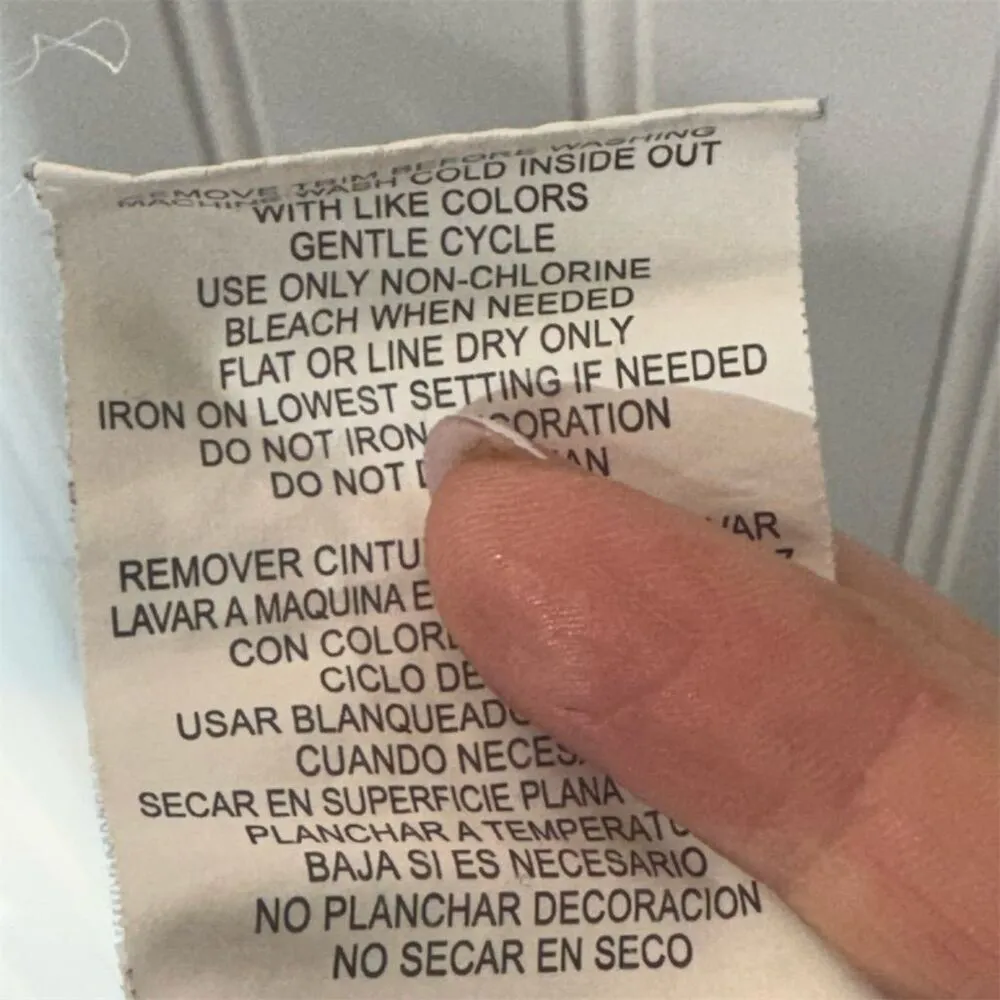 REMOVE TRIM BEFORE WASHING
MACHINE WASH COLD INSIDE OUT
WITH LIKE COLORS
GENTLE CYCLE
USE ONLY NON-CHLORINE
BLEACH WHEN NEEDED
FLAT OR LINE DRY ONLY
IRON ON LOWEST SETTING IF NEEDED
DO NOT IRON
DO NOT
REMOVER
LAVAR A MAQUINA
CON
CICLO
USAR
CUANDO
SECAR EN SUPERFICIE PLANA
PLANCHAR A
BAJA SI ES NECESARIO
NO PLANCHAR DECORACION
NO SECAR EN SECO